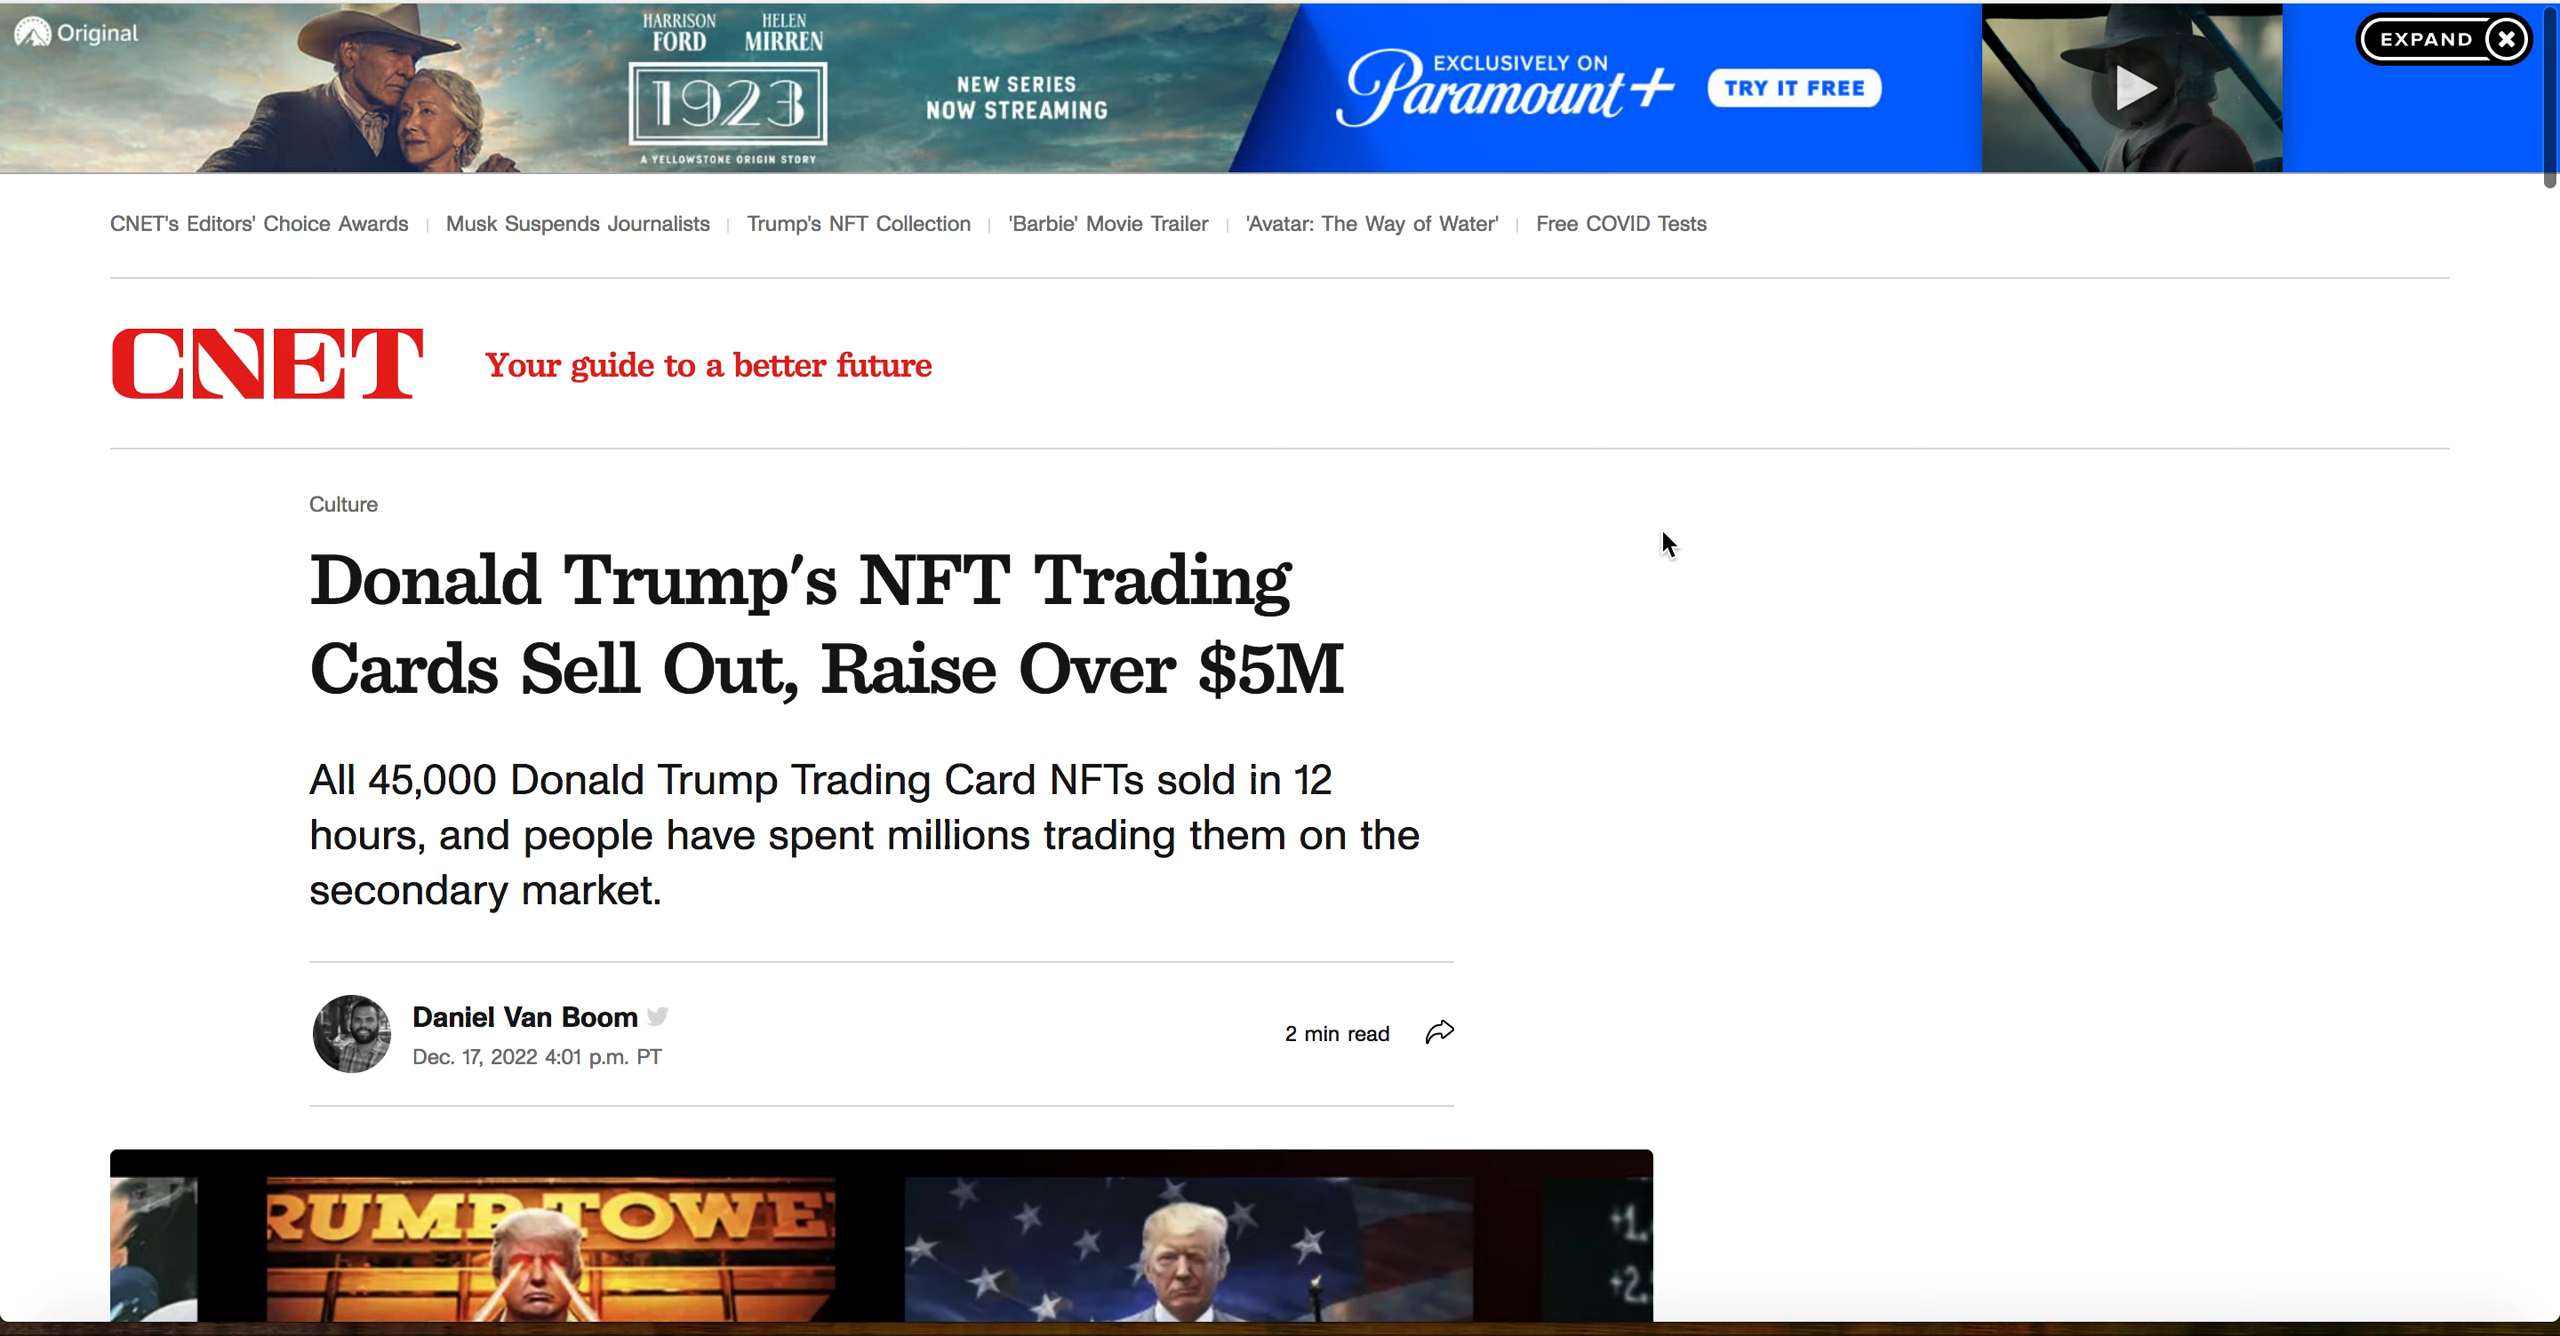 Original
HARRISON FORD
HELEN MIRREN
1923
A YELLOWSTONE ORIGIN STORY
NEW SERIES
NOW STREAMING
EXCLUSIVELY ON
Paramount+
TRY IT FREE
EXPAND
CNET's Editors' Choice Awards | Musk Suspends Journalists | Trump's NFT Collection | 'Barbie' Movie Trailer | 'Avatar: The Way of Water' | Free COVID Tests
CNET Your guide to a better future
Culture
Donald Trump's NFT Trading
Cards Sell Out, Raise Over $5M
All 45,000 Donald Trump Trading Card NFTs sold in 12
hours, and people have spent millions trading them on the
secondary market.
Daniel Van Boom
Dec. 17, 2022 4:01 p.m. PT
2 min read
RUMP TOWE
+1.
+2.